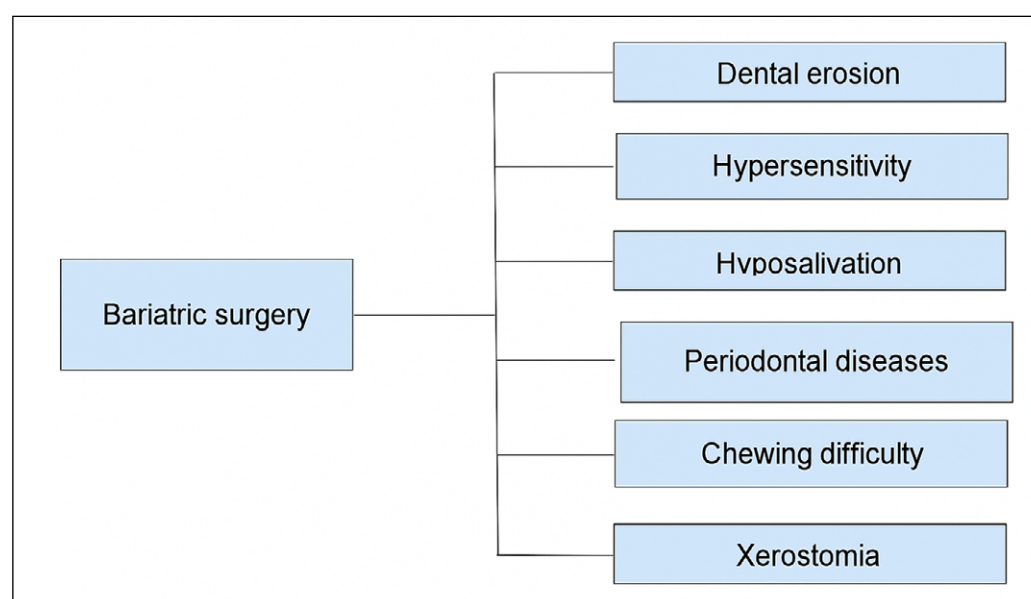 Dental erosion
Hypersensitivity
Hyposalivation
Bariatric surgery
Periodontal diseases
Chewing difficulty
Xerostomia